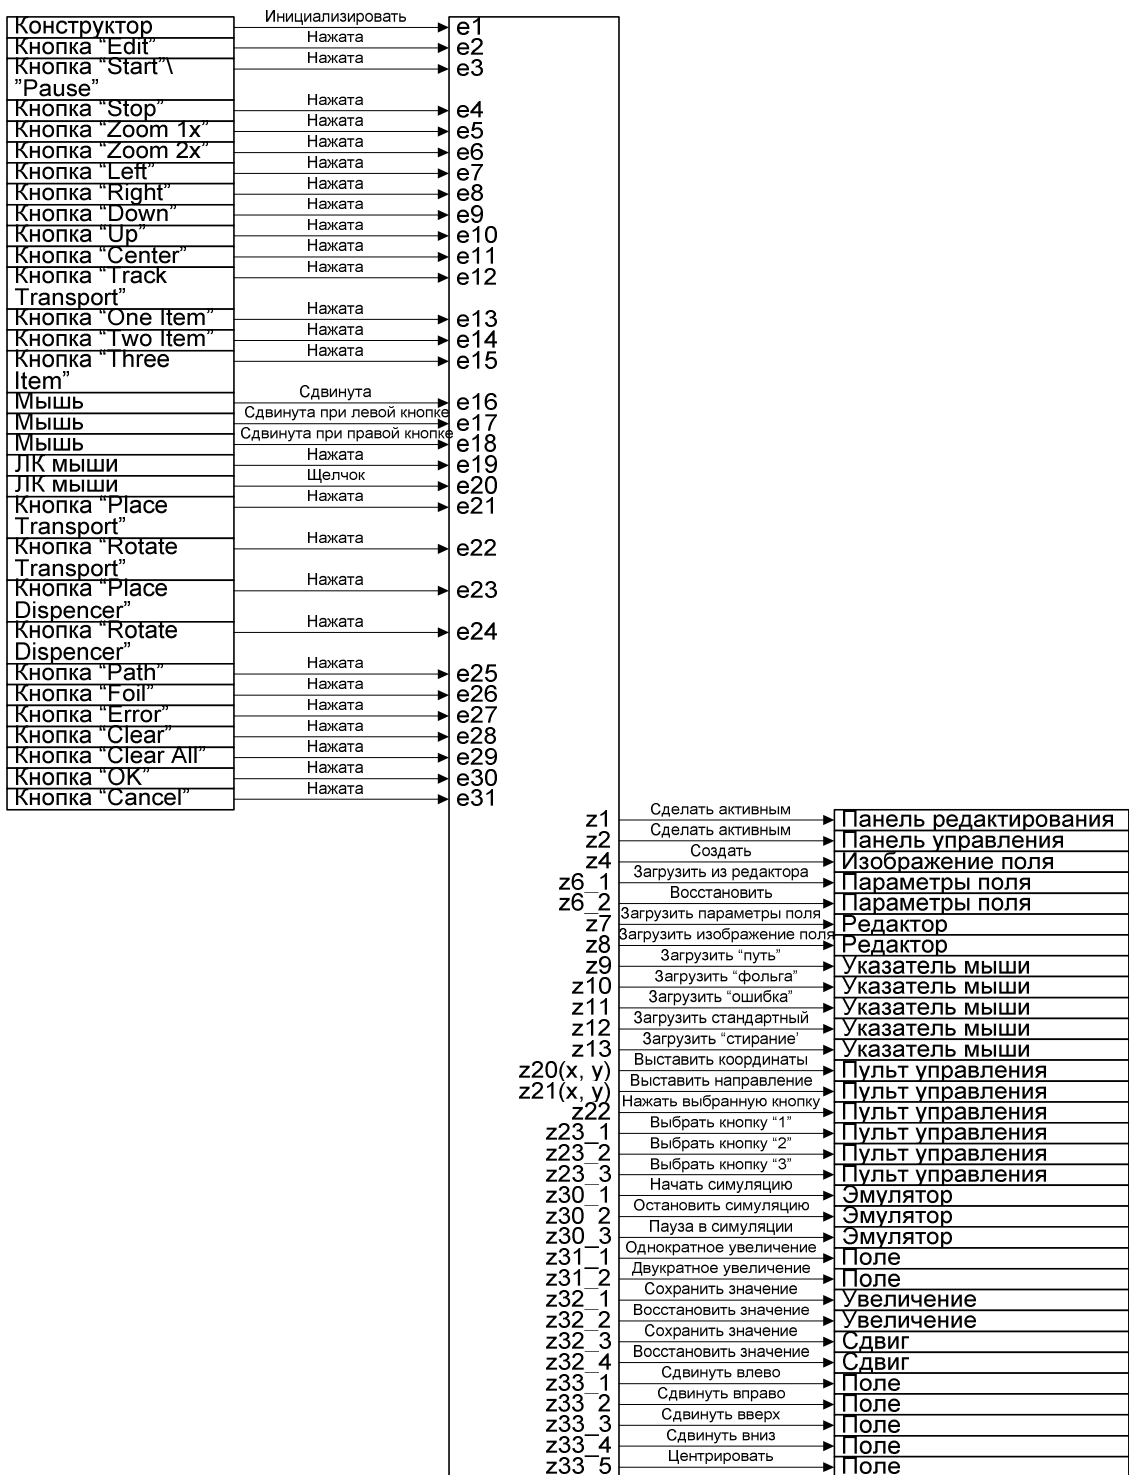 Конструктор Инициализировать e1
Кнопка “Edit” Нажата e2
Кнопка “Start”\ Нажата e3
”Pause”
Кнопка “Stop” Нажата e4
Кнопка “Zoom 1x” Нажата e5
Кнопка “Zoom 2x” Нажата e6
Кнопка “Left” Нажата e7
Кнопка “Right” Нажата e8
Кнопка “Down” Нажата e9
Кнопка “Up” Нажата e10
Кнопка “Center” Нажата e11
Кнопка “Track Нажата e12
Transport”
Кнопка “One Item” Нажата e13
Кнопка “Two Item” Нажата e14
Кнопка “Three Нажата e15
Item”
Мышь Сдвинута e16
Мышь Сдвинута при левой кнопке e17
Мышь Сдвинута при правой кнопке e18
ЛК мыши Нажата e19
ЛК мыши Щелчок e20
Кнопка “Place Нажата e21
Transport”
Кнопка “Rotate Нажата e22
Transport”
Кнопка “Place Нажата e23
Dispencer”
Кнопка “Rotate Нажата e24
Dispencer”
Кнопка “Path” Нажата e25
Кнопка “Foil” Нажата e26
Кнопка “Error” Нажата e27
Кнопка “Clear” Нажата e28
Кнопка “Clear All” Нажата e29
Кнопка “OK” Нажата e30
Кнопка “Cancel” Нажата e31
z1 Сделать активным Панель редактирования
z2 Сделать активным Панель управления
z4 Создать Изображение поля
z6_1 Загрузить из редактора Параметры поля
z6_2 Восстановить Параметры поля
z7 Загрузить параметры поля Редактор
z8 Загрузить изображение поля Редактор
z9 Загрузить “путь” Указатель мыши
z10 Загрузить “фольга” Указатель мыши
z11 Загрузить “ошибка” Указатель мыши
z12 Загрузить стандартный Указатель мыши
z13 Загрузить “стирание’ Указатель мыши
z20(x, y) Выставить координаты Пульт управления
z21(x, y) Выставить направление Пульт управления
z22 Нажать выбранную кнопку Пульт управления
z23_1 Выбрать кнопку “1” Пульт управления
z23_2 Выбрать кнопку “2” Пульт управления
z23_3 Выбрать кнопку “3” Пульт управления
z30_1 Начать симуляцию Эмулятор
z30_2 Остановить симуляцию Эмулятор
z30_3 Пауза в симуляции Эмулятор
z31_1 Однократное увеличение Поле
z31_2 Двукратное увеличение Поле
z32_1 Сохранить значение Увеличение
z32_2 Восстановить значение Увеличение
z32_3 Сохранить значение Сдвиг
z32_4 Восстановить значение Сдвиг
z33_1 Сдвинуть влево Поле
z33_2 Сдвинуть вправо Поле
z33_3 Сдвинуть вверх Поле
z33_4 Сдвинуть вниз Поле
z33_5 Центрировать Поле